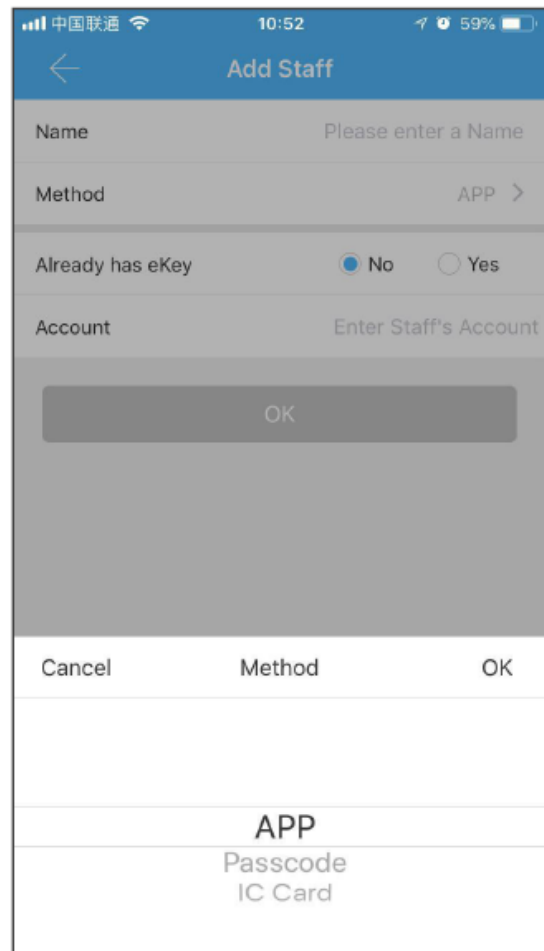 中国联通 10:52 59%
Add Staff
Name Please enter a Name
Method APP
Already has eKey No Yes
Account Enter Staff's Account
OK
Cancel Method OK
APP
Passcode
IC Card